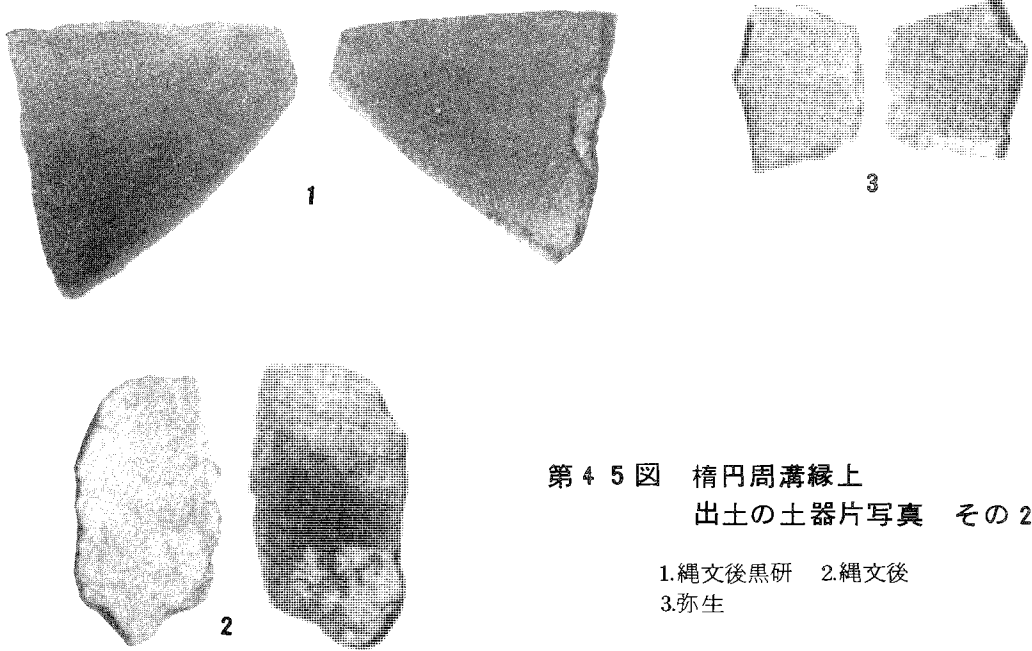 1
3
2
第45図 楕円周溝縁上
出土の土器片写真 その2
1.縄文後黒研 2.縄文後
3.弥生